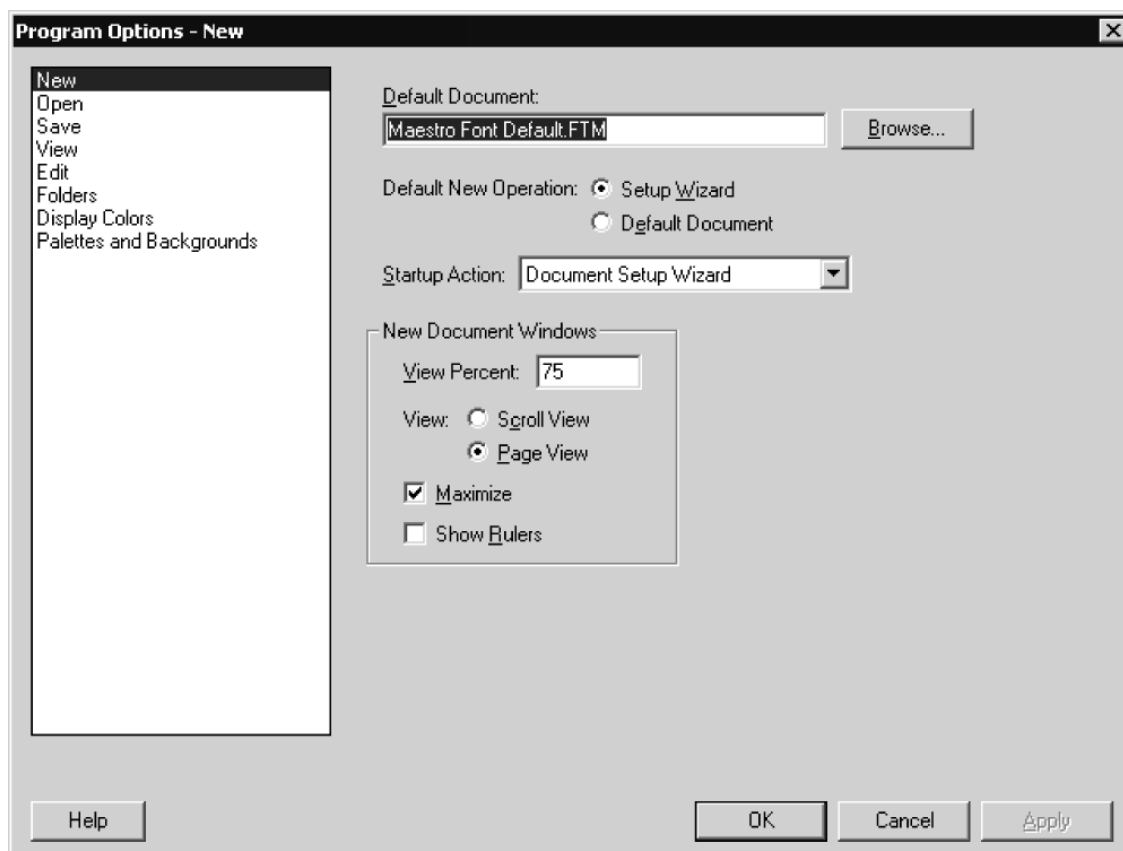 Program Options - New
New
Open
Save
View
Edit
Folders
Display Colors
Palettes and Backgrounds
Default Document:
Maestro Font Default.FTM
Browse...
Default New Operation: Setup Wizard
Default Document
Startup Action: Document Setup Wizard
New Document Windows
View Percent: 75
View: Scroll View
Page View
Maximize
Show Rulers
Help
OK
Cancel
Apply